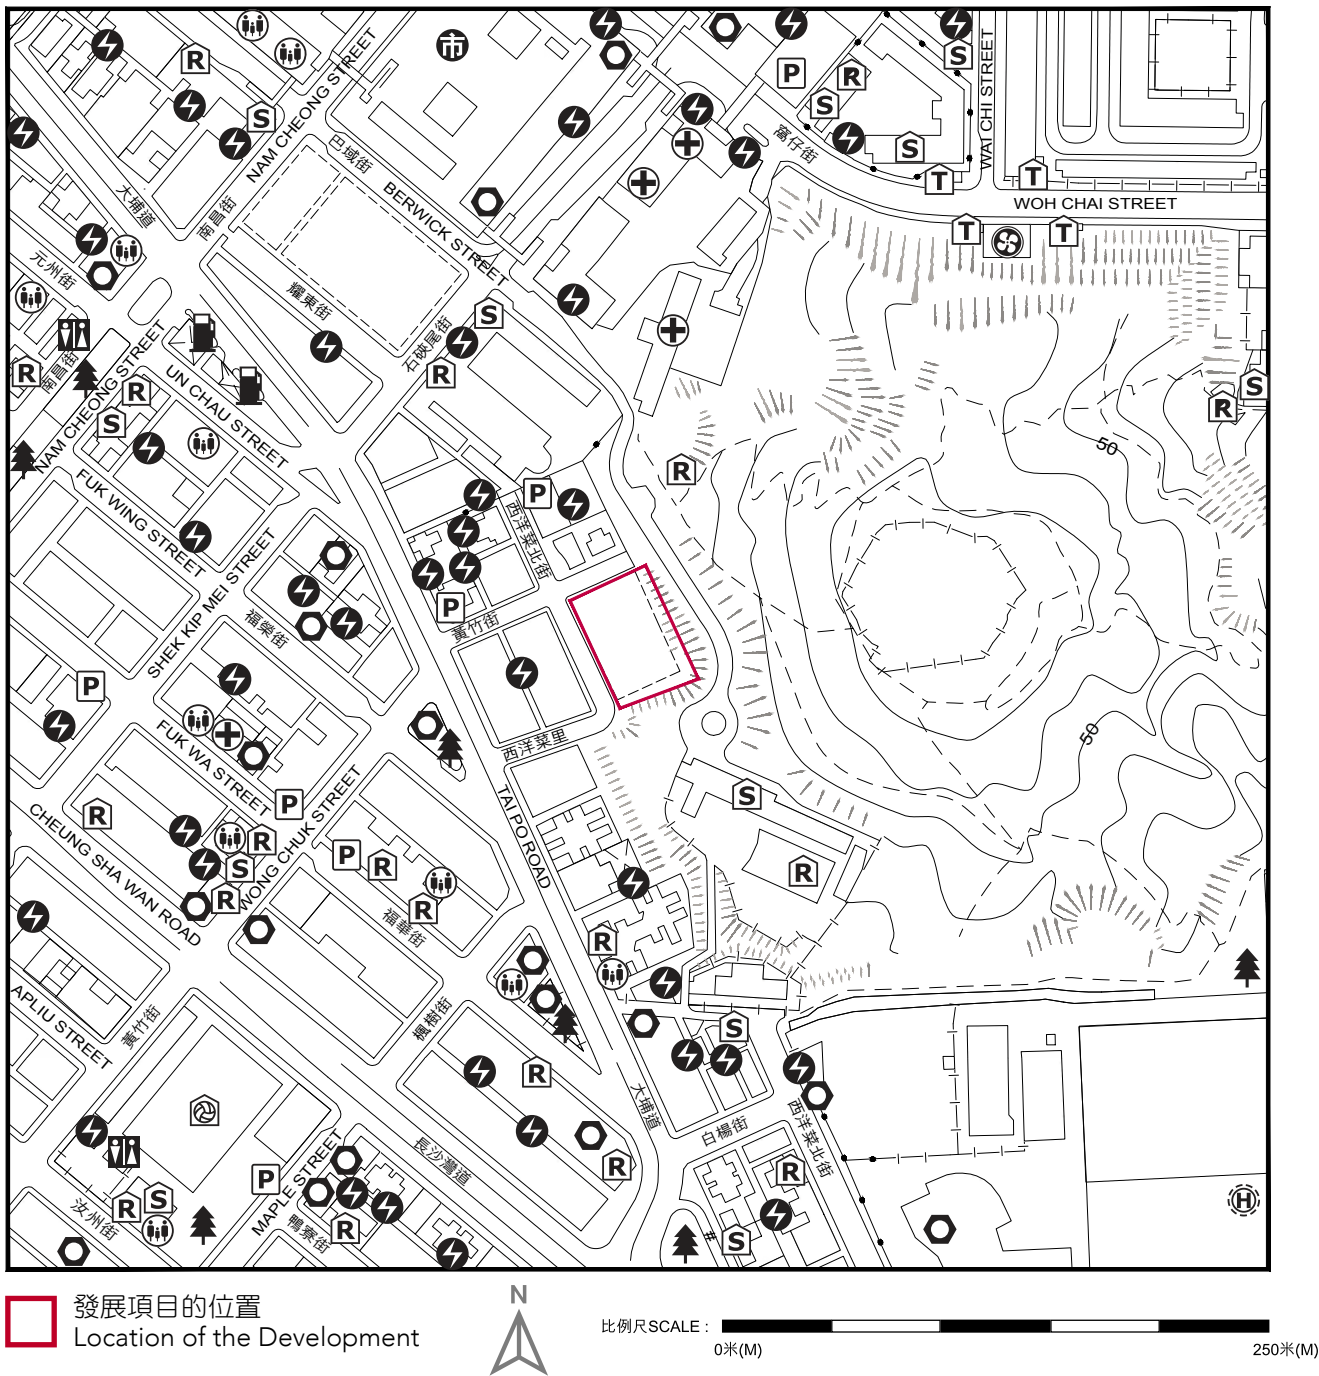 NAM CHEONG STREET
WAI CHI STREET
巴域街
BERWICK STREET
窩仔街
大埔道
南昌街
WOH CHAI STREET
元州街
耀東街
石硤尾街
南昌街
NAM CHEONG STREET
UN CHAU STREET
50
FUK WING STREET
西洋菜北街
SHEK KIP MEI STREET
福榮街
黃竹街
FUK WA STREET
西洋菜里
50
CHEUNG SHA WAN ROAD
WONG CHUK STREET
TAI PO ROAD
福華街
APLIU STREET
黃竹街
楓樹街
大埔道
白楊街
西洋菜北街
長沙灣道
MAPLE STREET
汝州街
鴨寮街
P
R
S
T
H
發展項目的位置
Location of the Development
N
比例尺SCALE :
0米(M)
250米(M)